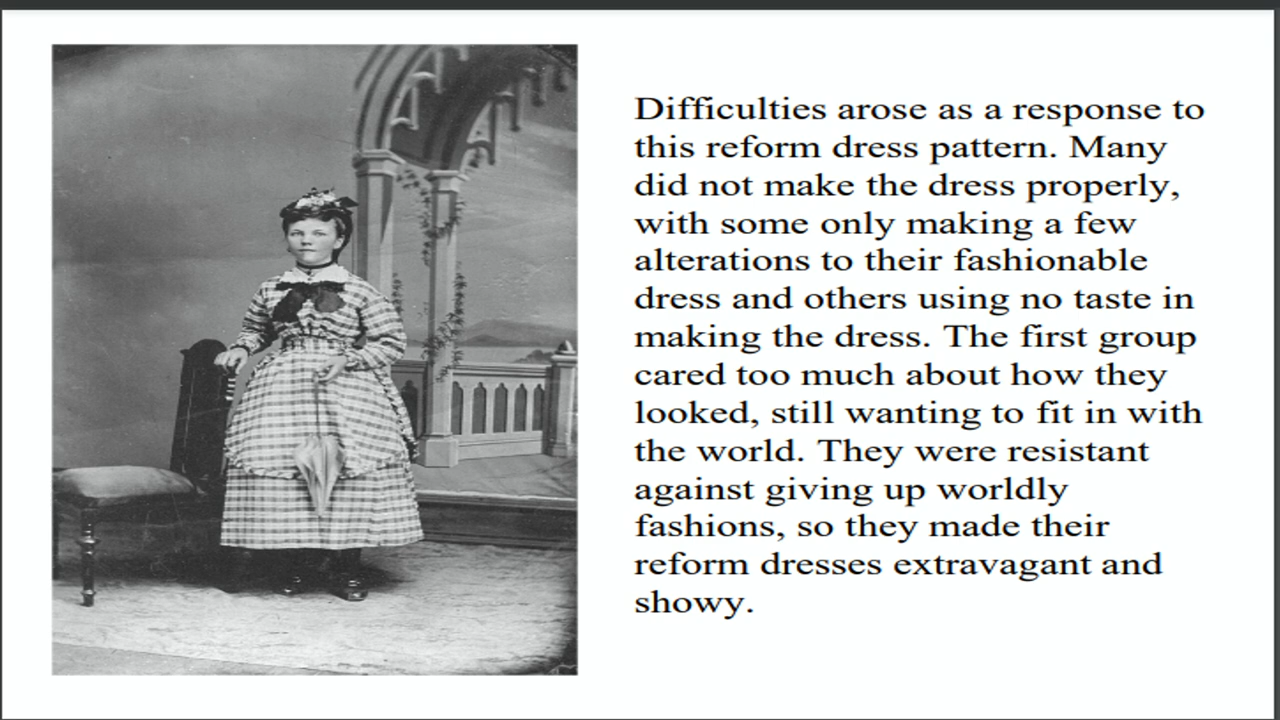 Difficulties arose as a response to
this reform dress pattern. Many
did not make the dress properly,
with some only making a few
alterations to their fashionable
dress and others using no taste in
making the dress. The first group
cared too much about how they
looked, still wanting to fit in with
the world. They were resistant
against giving up worldly
fashions, so they made their
reform dresses extravagant and
showy.